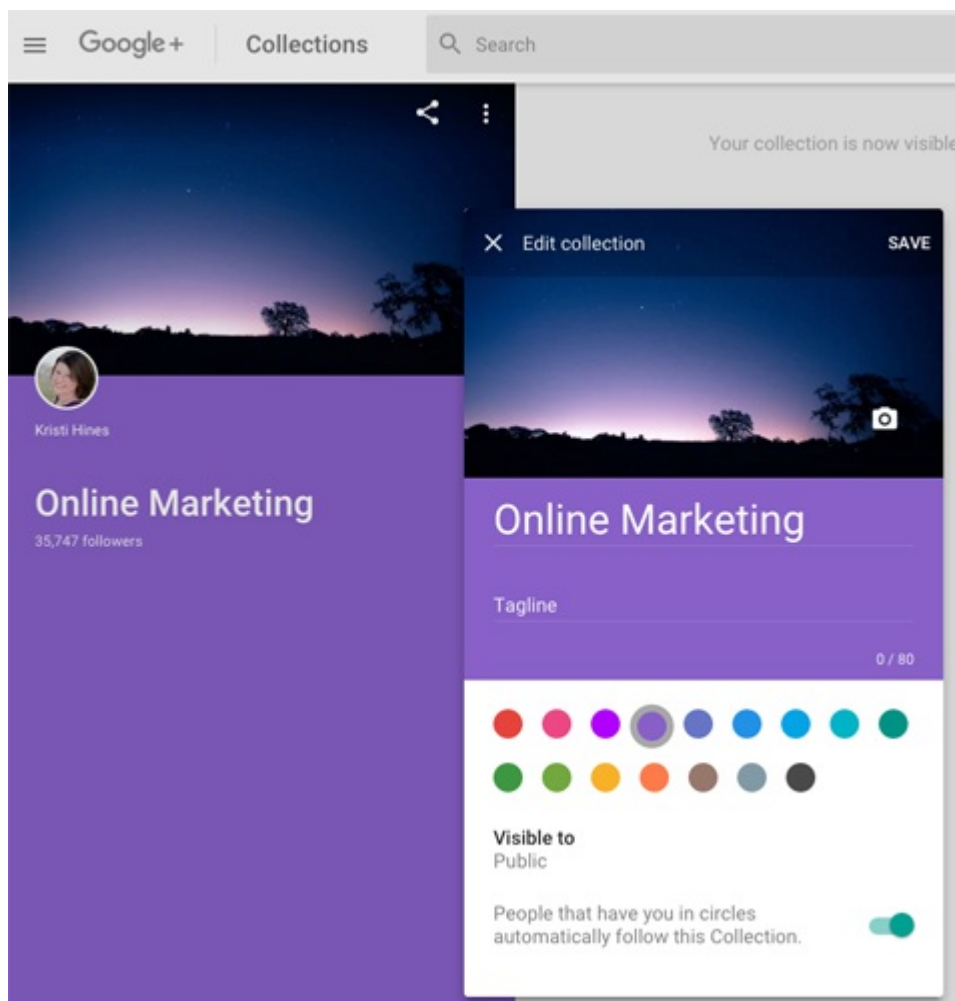 Google+ Collections Search
Your collection is now visible
Edit collection SAVE
Kristi Hines
Online Marketing
35,747 followers
Online Marketing
Tagline
0 / 80
Visible to
Public
People that have you in circles
automatically follow this Collection.